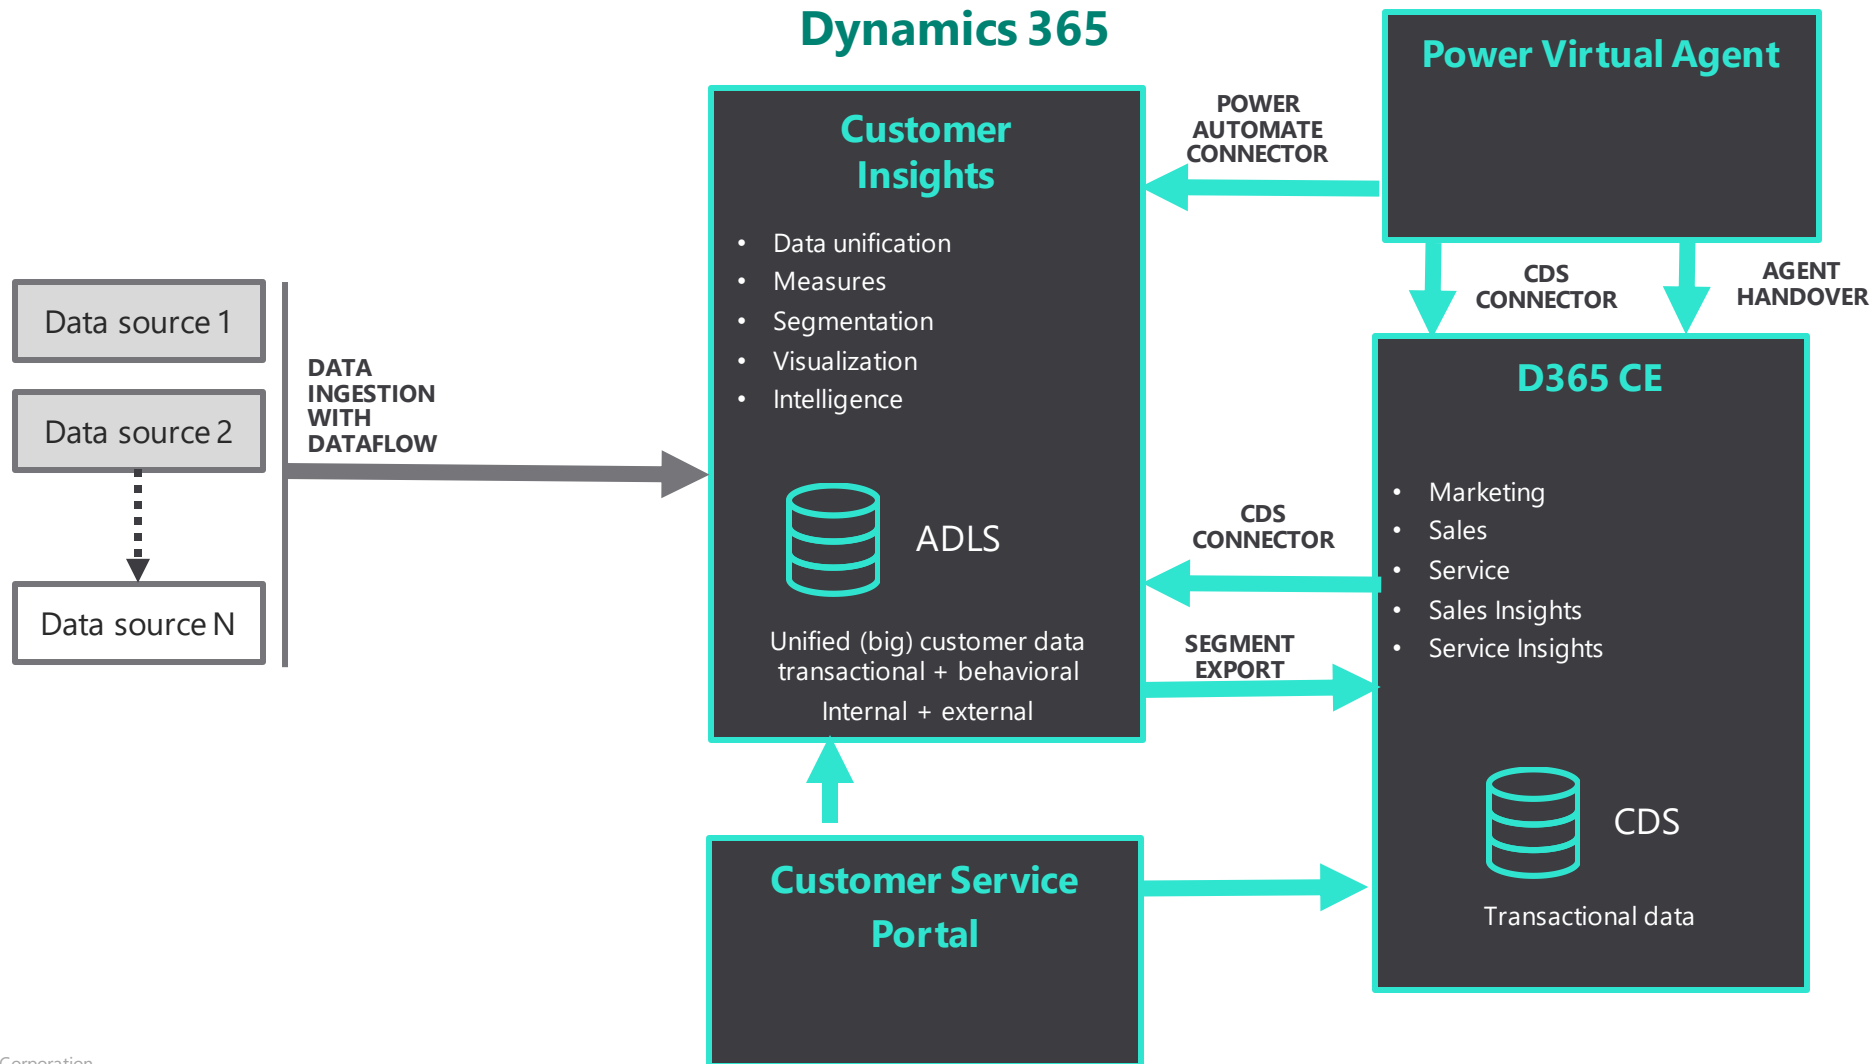 Dynamics 365
Power Virtual Agent
POWER
AUTOMATE
CONNECTOR
Customer
Insights
• Data unification
• Measures
• Segmentation
• Visualization
• Intelligence
CDS
CONNECTOR
AGENT
HANDOVER
Data source 1
Data source 2
Data source N
DATA
INGESTION
WITH
DATAFLOW
D365 CE
• Marketing
• Sales
• Service
• Sales Insights
• Service Insights
ADLS
CDS
CONNECTOR
Unified (big) customer data
transactional + behavioral
Internal + external
SEGMENT
EXPORT
CDS
Transactional data
Customer Service
Portal
Corporation